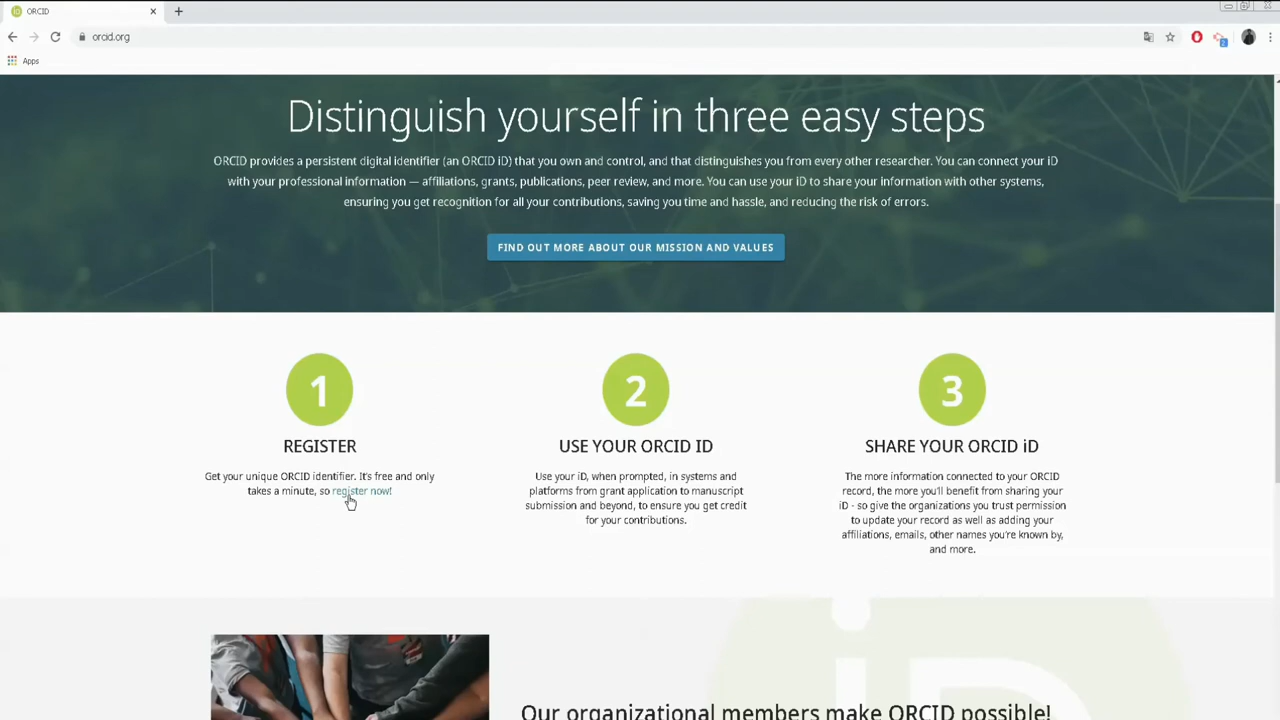 ORCID
orcid.org
Apps
Distinguish yourself in three easy steps
ORCID provides a persistent digital identifier (an ORCID iD) that you own and control, and that distinguishes you from every other researcher. You can connect your iD
with your professional information — affiliations, grants, publications, peer review, and more. You can use your iD to share your information with other systems,
ensuring you get recognition for all your contributions, saving you time and hassle, and reducing the risk of errors.
FIND OUT MORE ABOUT OUR MISSION AND VALUES
1
REGISTER
Get your unique ORCID identifier. It's free and only
takes a minute, so register now!
2
USE YOUR ORCID ID
Use your iD, when prompted, in systems and
platforms from grant application to manuscript
submission and beyond, to ensure you get credit
for your contributions.
3
SHARE YOUR ORCID iD
The more information connected to your ORCID
record, the more you'll benefit from sharing your
iD - so give the organizations you trust permission
to update your record as well as adding your
affiliations, emails, other names you're known by,
and more.
iD
Our organizational members make ORCID possible!